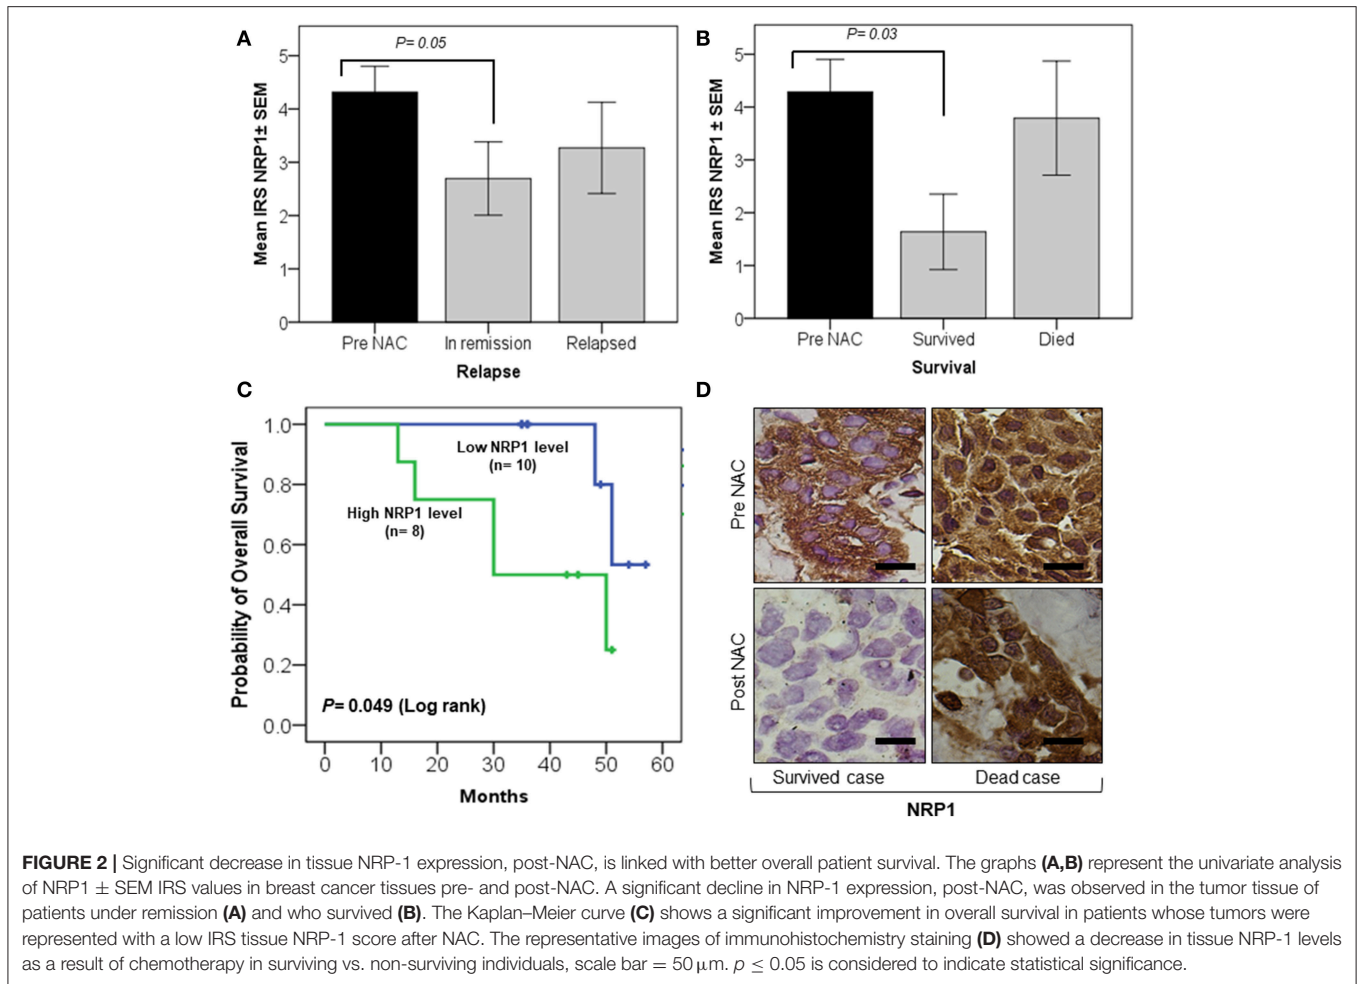 A
P= 0.05
Mean IRS NRP1± SEM
5
4
3
2
1
0
Pre NAC In remission Relapsed
Relapse
B
P= 0.03
Mean IRS NRP1 ± SEM
5
4
3
2
1
0
Pre NAC Survived Died
Survival
C
Probability of Overall Survival
1.0
0.8
0.6
0.4
0.2
0.0
Low NRP1 level
(n= 10)
High NRP1 level
(n= 8)
P= 0.049 (Log rank)
0 10 20 30 40 50 60
Months
D
Pre NAC
Post NAC
Survived case Dead case
NRP1
FIGURE 2 | Significant decrease in tissue NRP-1 expression, post-NAC, is linked with better overall patient survival. The graphs (A,B) represent the univariate analysis
of NRP1 ± SEM IRS values in breast cancer tissues pre- and post-NAC. A significant decline in NRP-1 expression, post-NAC, was observed in the tumor tissue of
patients under remission (A) and who survived (B). The Kaplan–Meier curve (C) shows a significant improvement in overall survival in patients whose tumors were
represented with a low IRS tissue NRP-1 score after NAC. The representative images of immunohistochemistry staining (D) showed a decrease in tissue NRP-1 levels
as a result of chemotherapy in surviving vs. non-surviving individuals, scale bar = 50 μm. p ≤ 0.05 is considered to indicate statistical significance.